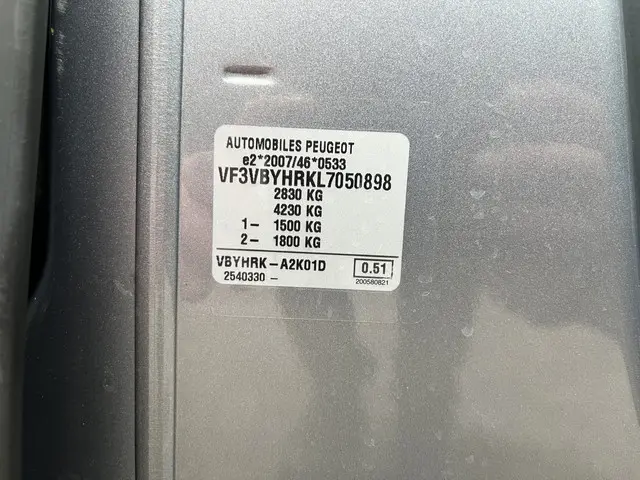 AUTOMOBILES PEUGEOT
e2*2007/46*0533
VF3VBYHRKL7050898
2830 KG
4230 KG
1- 1500 KG
2- 1800 KG
VBYHRK-A2K01D 0.51
2540330 - 200580821